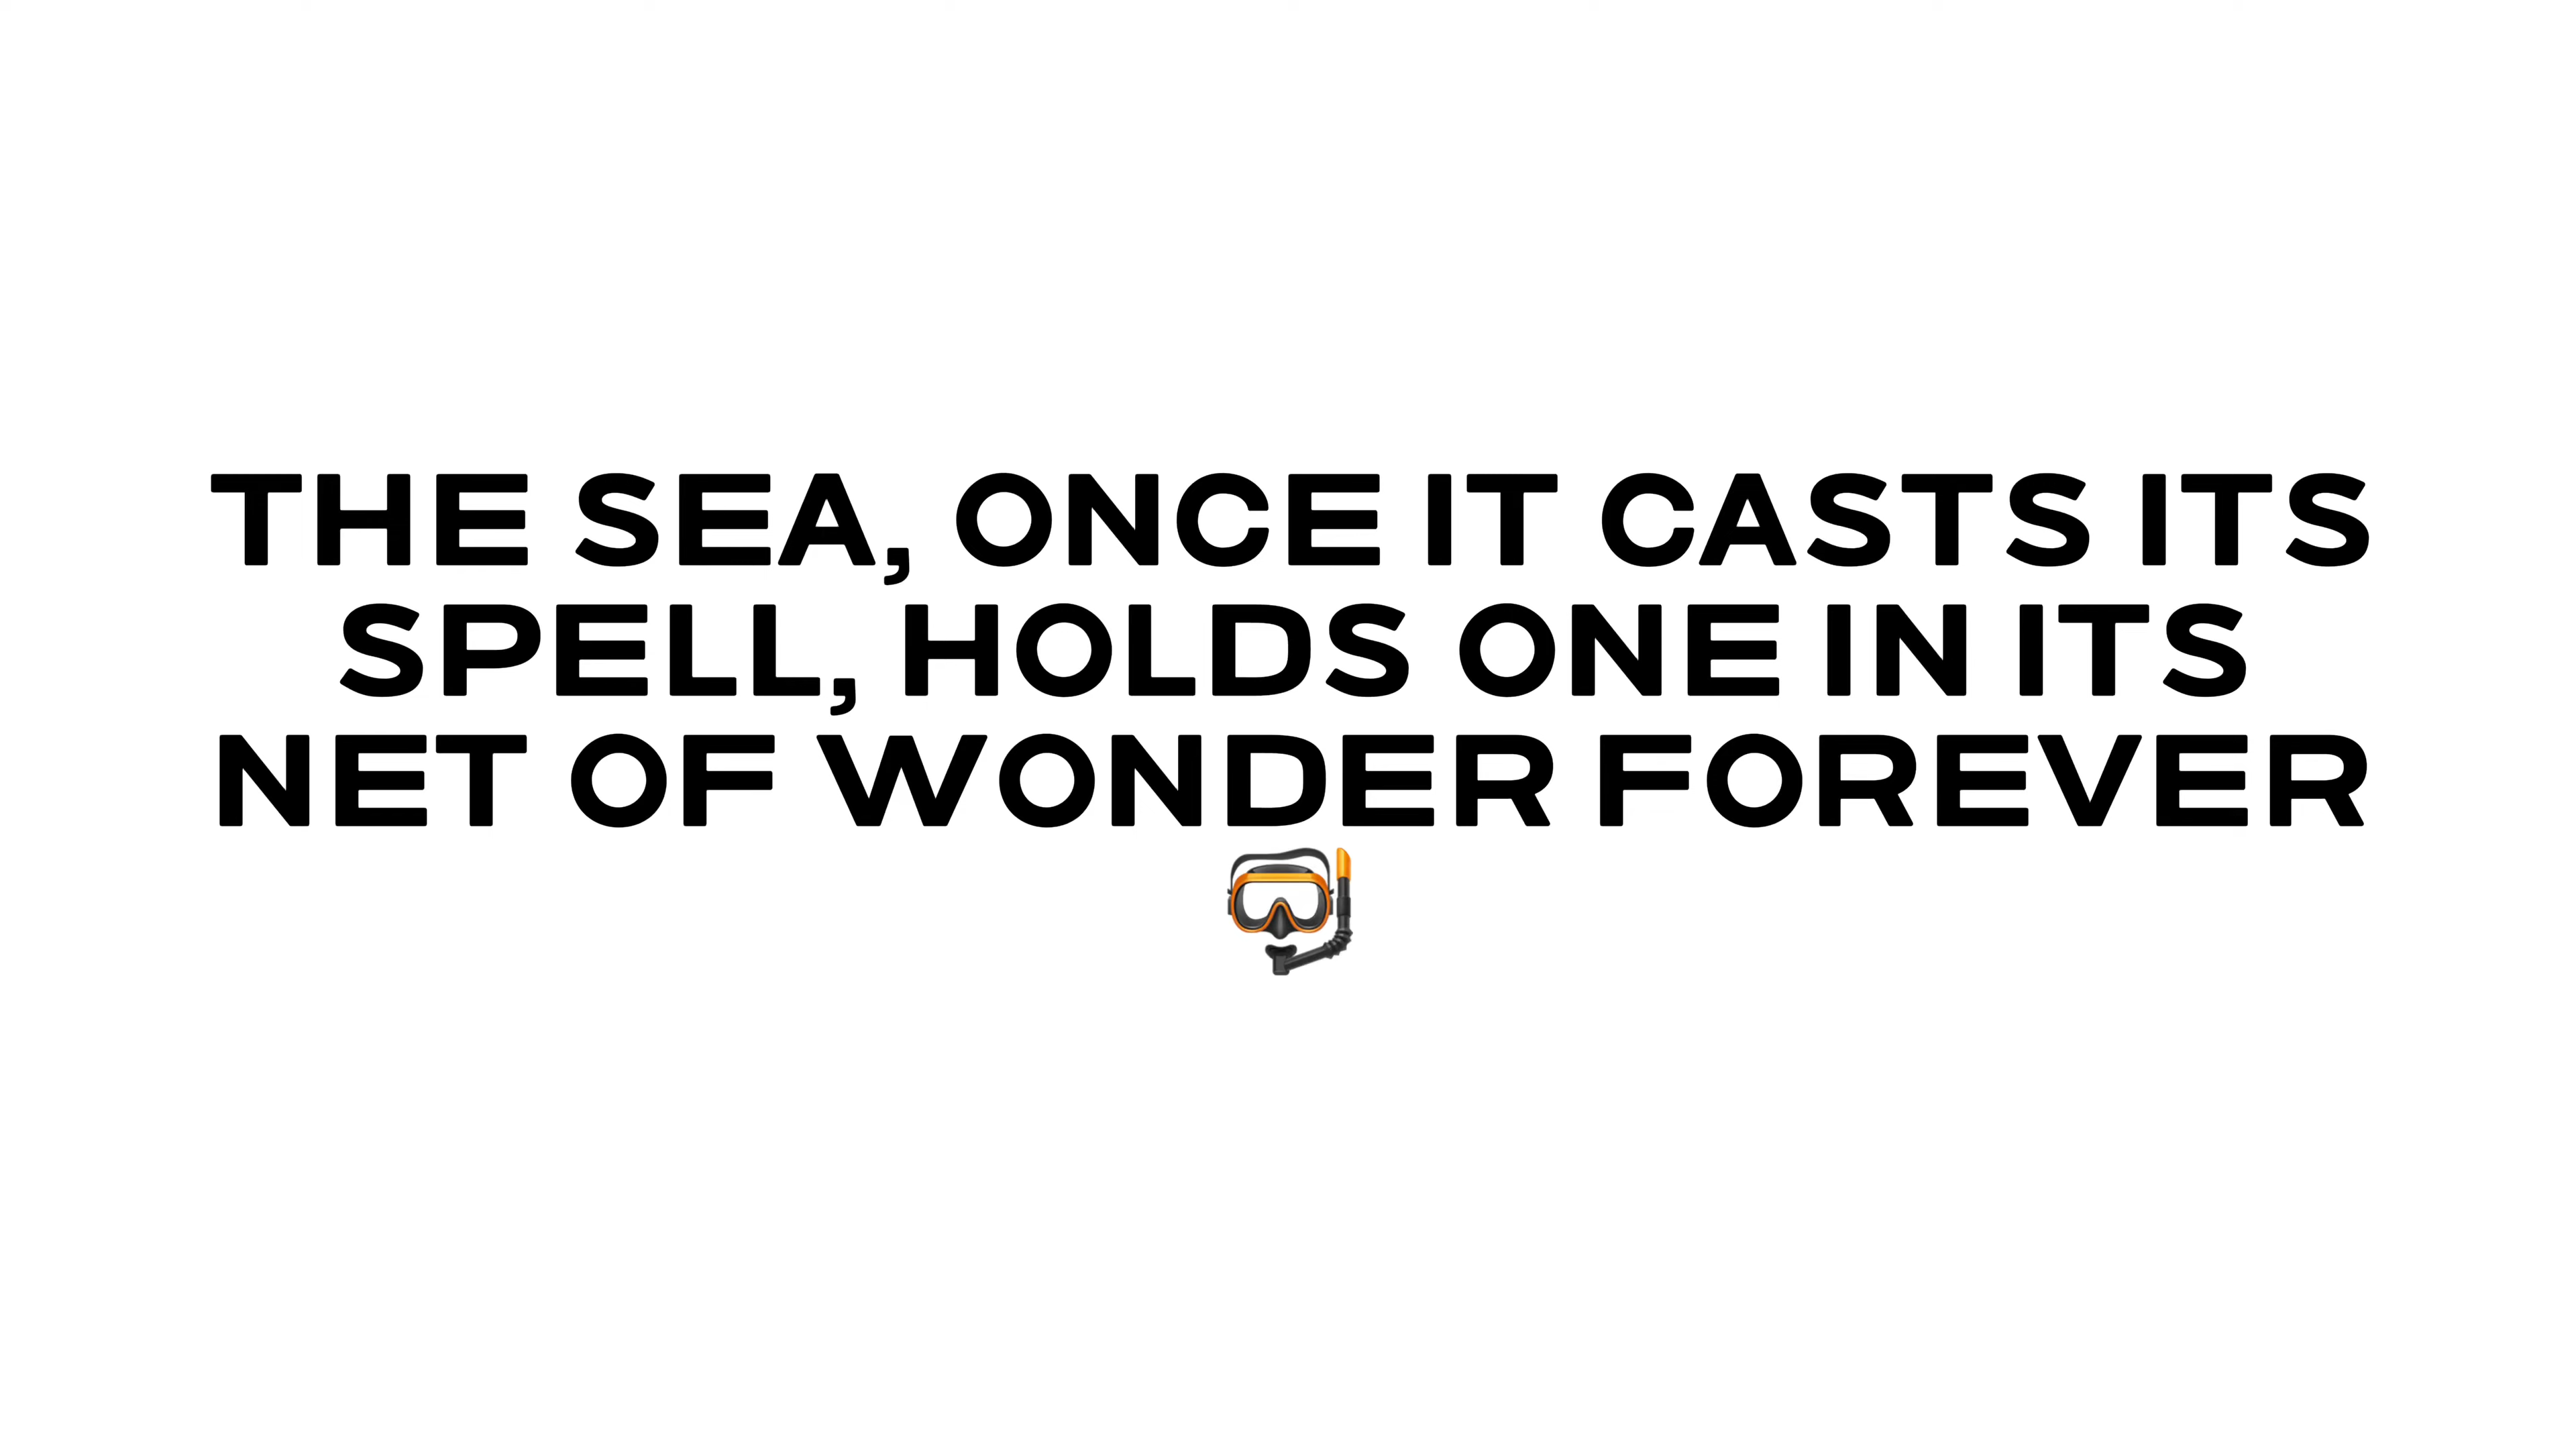 THE SEA, ONCE IT CASTS ITS
SPELL, HOLDS ONE IN ITS
NET OF WONDER FOREVER
🤿